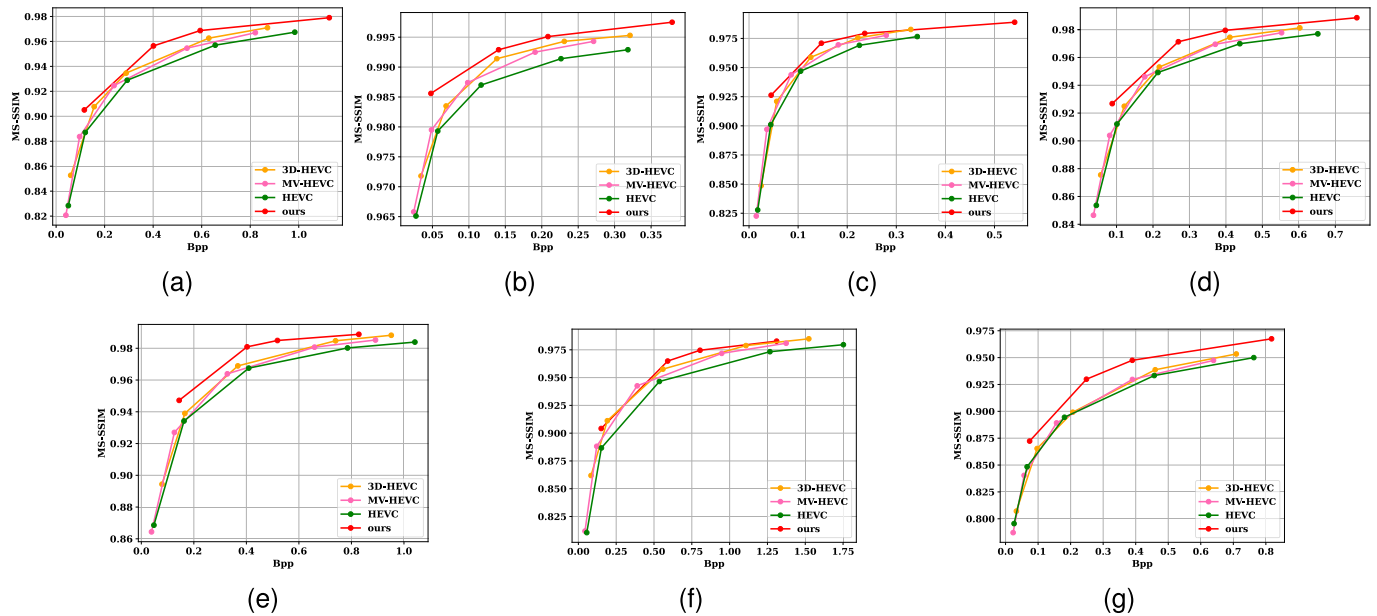 0.98
0.96
0.94
0.92
0.90
0.88
0.86
0.84
0.82
MS-SSIM
3D-HEVC
MV-HEVC
HEVC
ours
0.0 0.2 0.4 0.6 0.8 1.0
Bpp
(a)
0.995
0.990
0.985
0.980
0.975
0.970
0.965
MS-SSIM
3D-HEVC
MV-HEVC
HEVC
ours
0.05 0.10 0.15 0.20 0.25 0.30 0.35
Bpp
(b)
0.975
0.950
0.925
0.900
0.875
0.850
0.825
MS-SSIM
3D-HEVC
MV-HEVC
HEVC
ours
0.0 0.1 0.2 0.3 0.4 0.5
Bpp
(c)
0.98
0.96
0.94
0.92
0.90
0.88
0.86
0.84
MS-SSIM
3D-HEVC
MV-HEVC
HEVC
ours
0.1 0.2 0.3 0.4 0.5 0.6 0.7
Bpp
(d)
0.98
0.96
0.94
0.92
0.90
0.88
0.86
MS-SSIM
3D-HEVC
MV-HEVC
HEVC
ours
0.0 0.2 0.4 0.6 0.8 1.0
Bpp
(e)
0.975
0.950
0.925
0.900
0.875
0.850
0.825
MS-SSIM
3D-HEVC
MV-HEVC
HEVC
ours
0.00 0.25 0.50 0.75 1.00 1.25 1.50 1.75
Bpp
(f)
0.975
0.950
0.925
0.900
0.875
0.850
0.825
0.800
MS-SSIM
3D-HEVC
MV-HEVC
HEVC
ours
0.0 0.1 0.2 0.3 0.4 0.5 0.6 0.7 0.8
Bpp
(g)